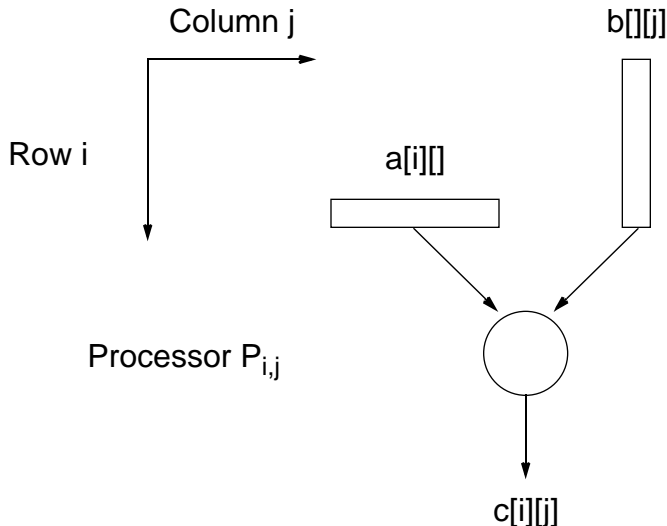 Column j
b[][j]
Row i
a[i][]
Processor P_{i,j}
c[i][j]